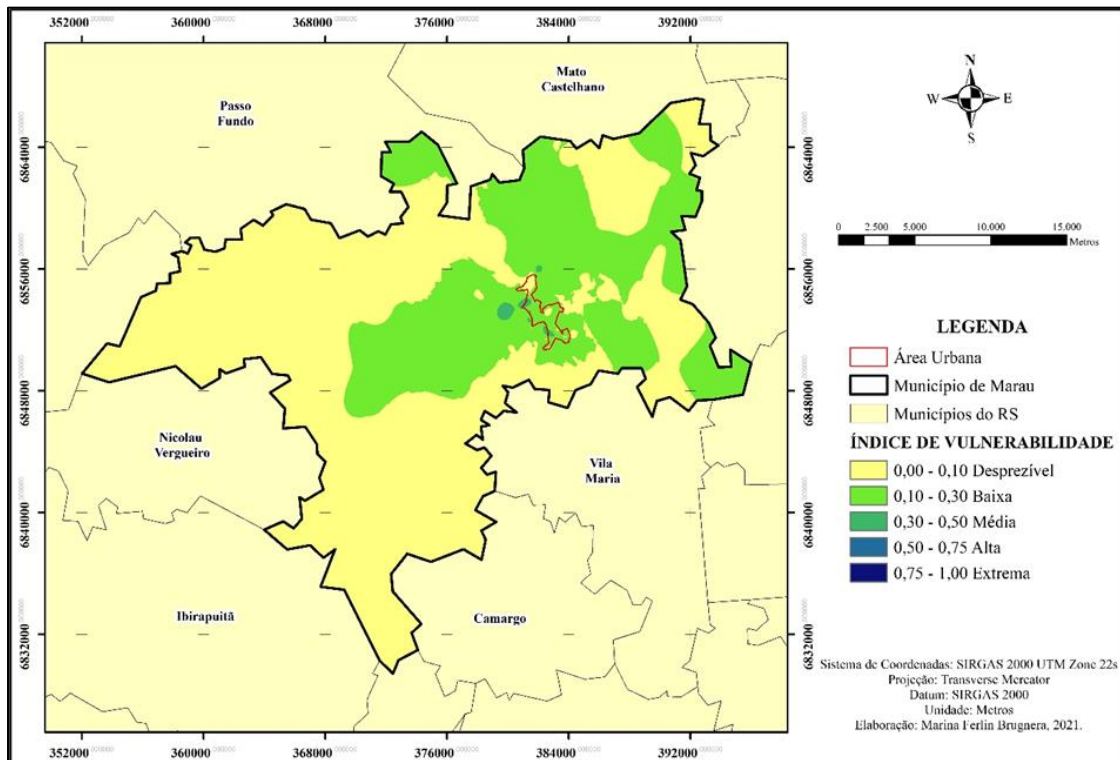 352000 360000 368000 376000 384000 392000
Mato
Castelhano
Passo
Fundo
N
W E
S
6864000 6864000
0 2.500 5.000 10.000 15.000
Metros
6856000 6856000
LEGENDA
Área Urbana
Município de Marau
Municípios do RS
6848000 6848000
Nicolau
Vergueiro
Vila
Maria
ÍNDICE DE VULNERABILIDADE
0,00 - 0,10 Desprezível
0,10 - 0,30 Baixa
0,30 - 0,50 Média
0,50 - 0,75 Alta
0,75 - 1,00 Extrema
6840000 6840000
Ibirapuitã
Camargo
6832000 6832000
Sistema de Coordenadas: SIRGAS 2000 UTM Zone 22s
Projeção: Transverse Mercator
Datum: SIRGAS 2000
Unidade: Metros
Elaboração: Marina Ferlin Brugnera, 2021.
352000 360000 368000 376000 384000 392000